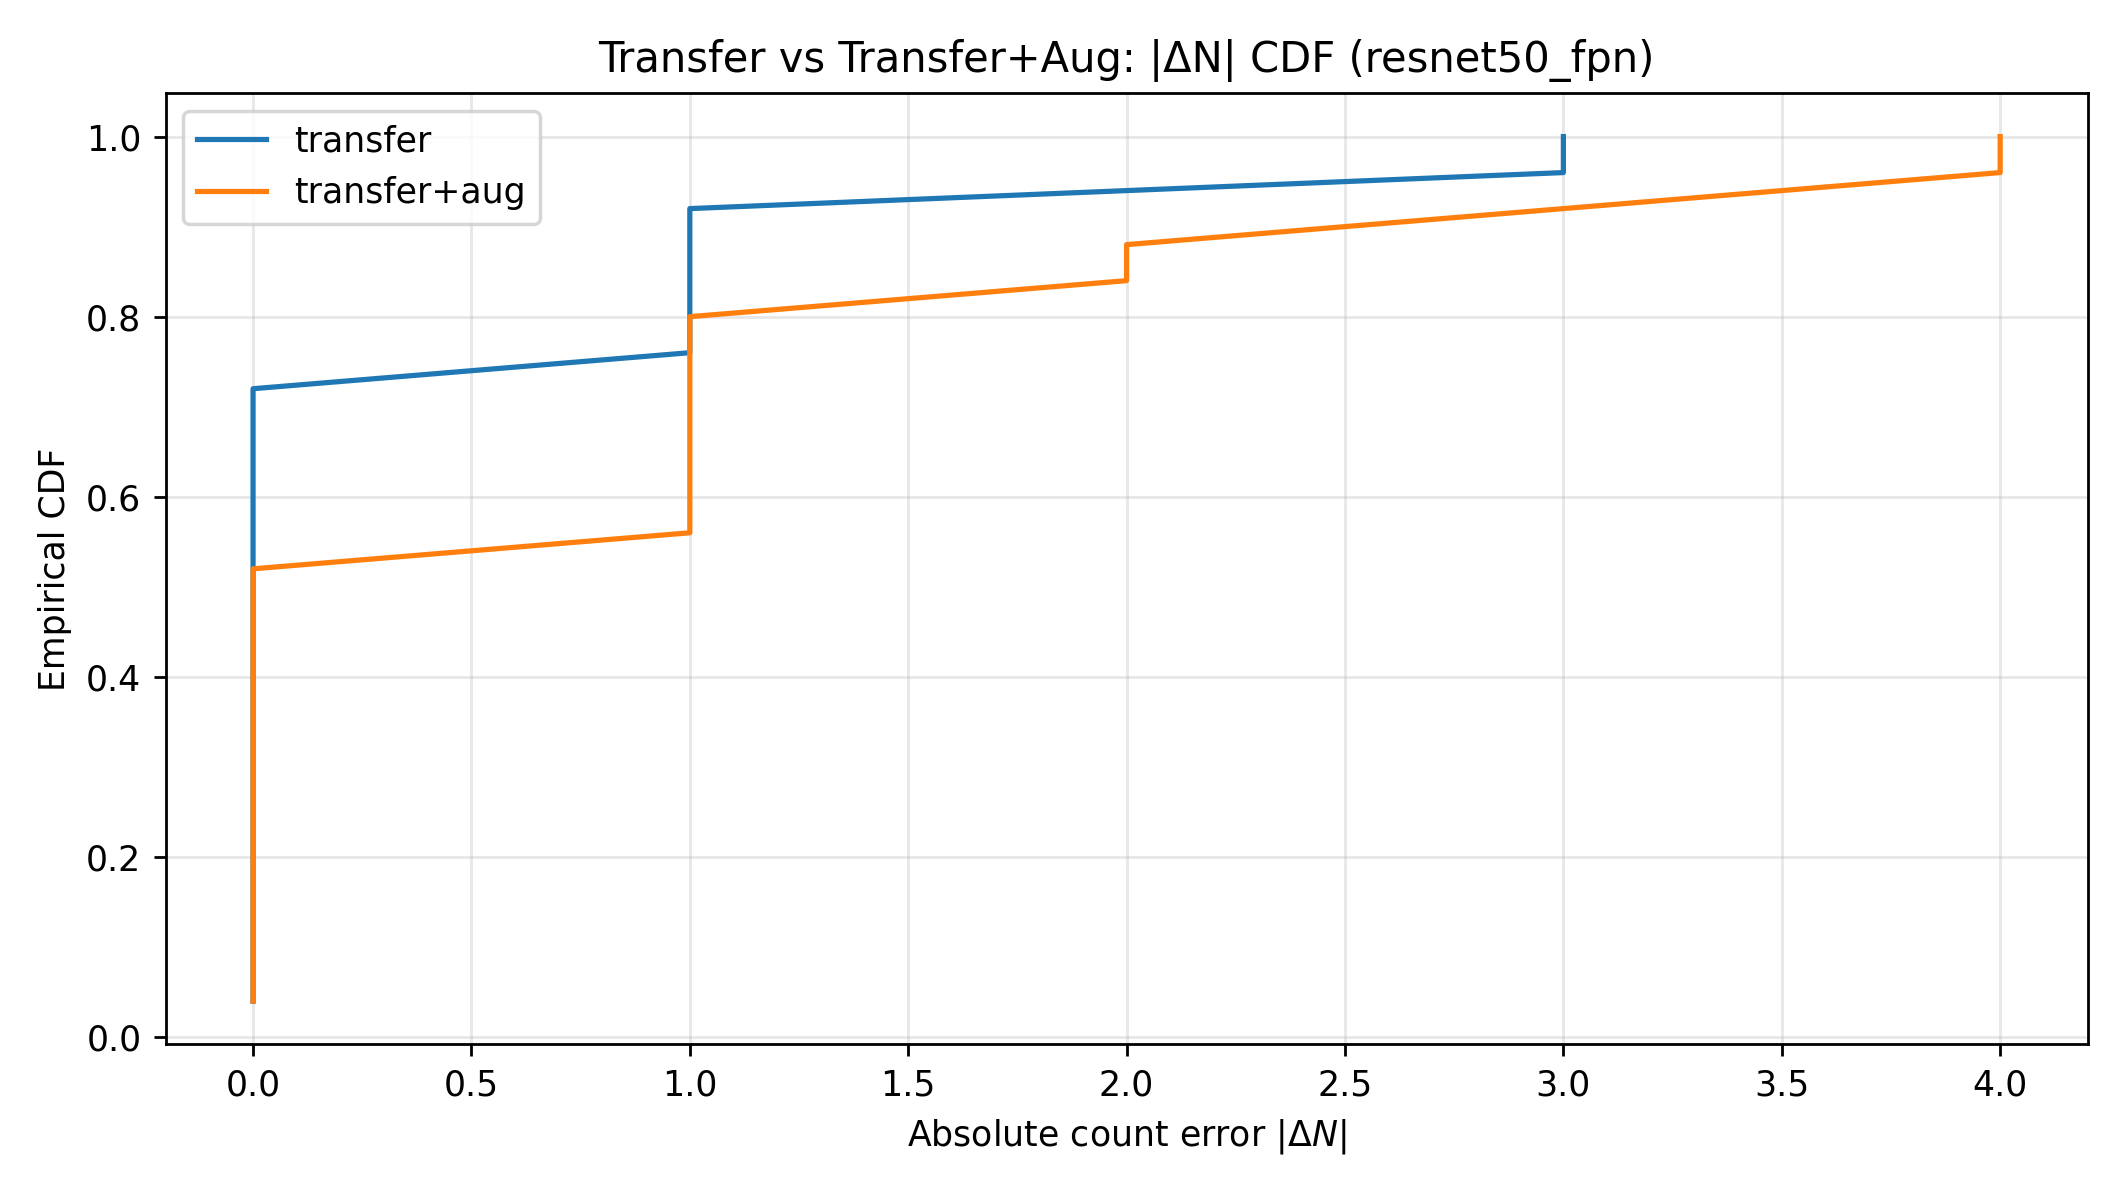 Transfer vs Transfer+Aug: |ΔN| CDF (resnet50_fpn)
transfer
transfer+aug
Empirical CDF
1.0
0.8
0.6
0.4
0.2
0.0
0.0 0.5 1.0 1.5 2.0 2.5 3.0 3.5 4.0
Absolute count error |ΔN|